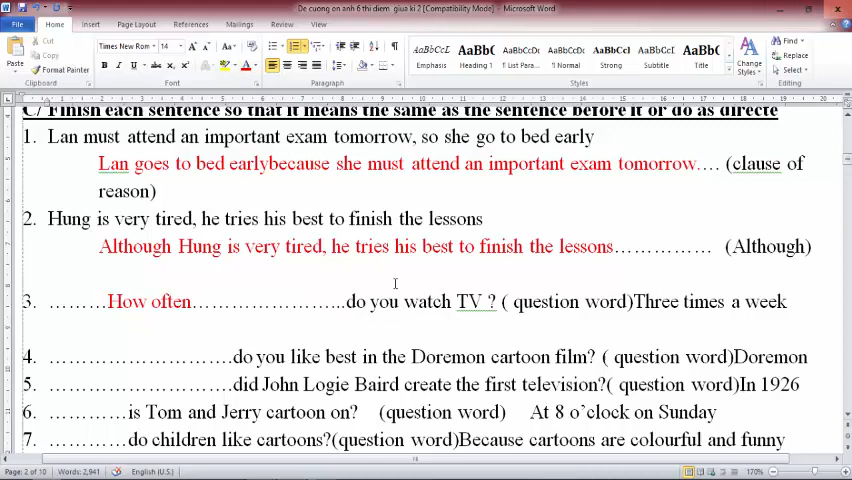 De cuong on anh 6 thi diem giua ki 2 [Compatibility Mode] - Microsoft Word
File Home Insert Page Layout References Mailings Review View
Cut
Copy
Format Painter
Paste
Clipboard
Times New Rom 14
Font
Paragraph
AaBbCcI AaBbC AaBbCcDc AaBbCcDc AaBbCcI AaBbCcI AaBb(
Emphasis Heading 1 ¶ List Para... ¶ Normal Strong Subtitle Title
Styles
Change Styles
Find
Replace
Select
Editing
C/ Finish each sentence so that it means the same as the sentence before it or do as directe
1. Lan must attend an important exam tomorrow, so she go to bed early
Lan goes to bed earlybecause she must attend an important exam tomorrow…. (clause of
reason)
2. Hung is very tired, he tries his best to finish the lessons
Although Hung is very tired, he tries his best to finish the lessons…………… (Although)
3. ………How often…………………...do you watch TV ? ( question word)Three times a week
4. ……………………….do you like best in the Doremon cartoon film? ( question word)Doremon
5. ……………………….did John Logie Baird create the first television?( question word)In 1926
6. …………is Tom and Jerry cartoon on? (question word) At 8 o’clock on Sunday
7. …………do children like cartoons?(question word)Because cartoons are colourful and funny
Page: 2 of 10 Words: 2,941 English (U.S.) 170%